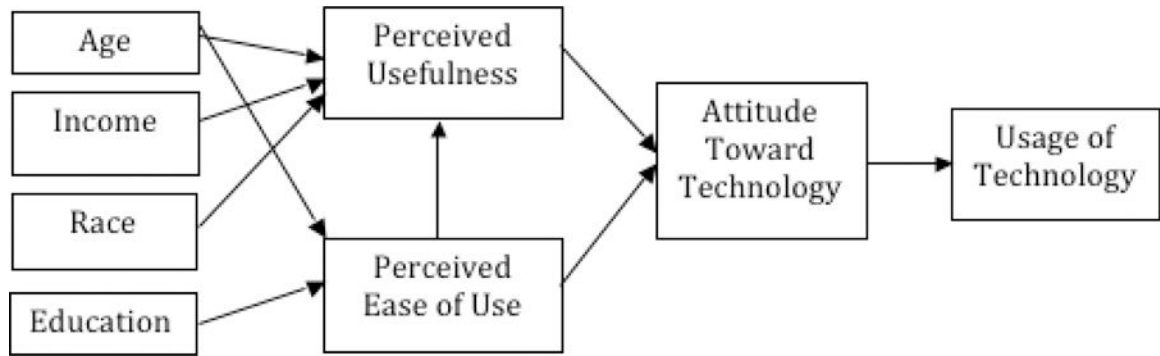 Age
Income
Race
Education
Perceived
Usefulness
Perceived
Ease of Use
Attitude
Toward
Technology
Usage of
Technology